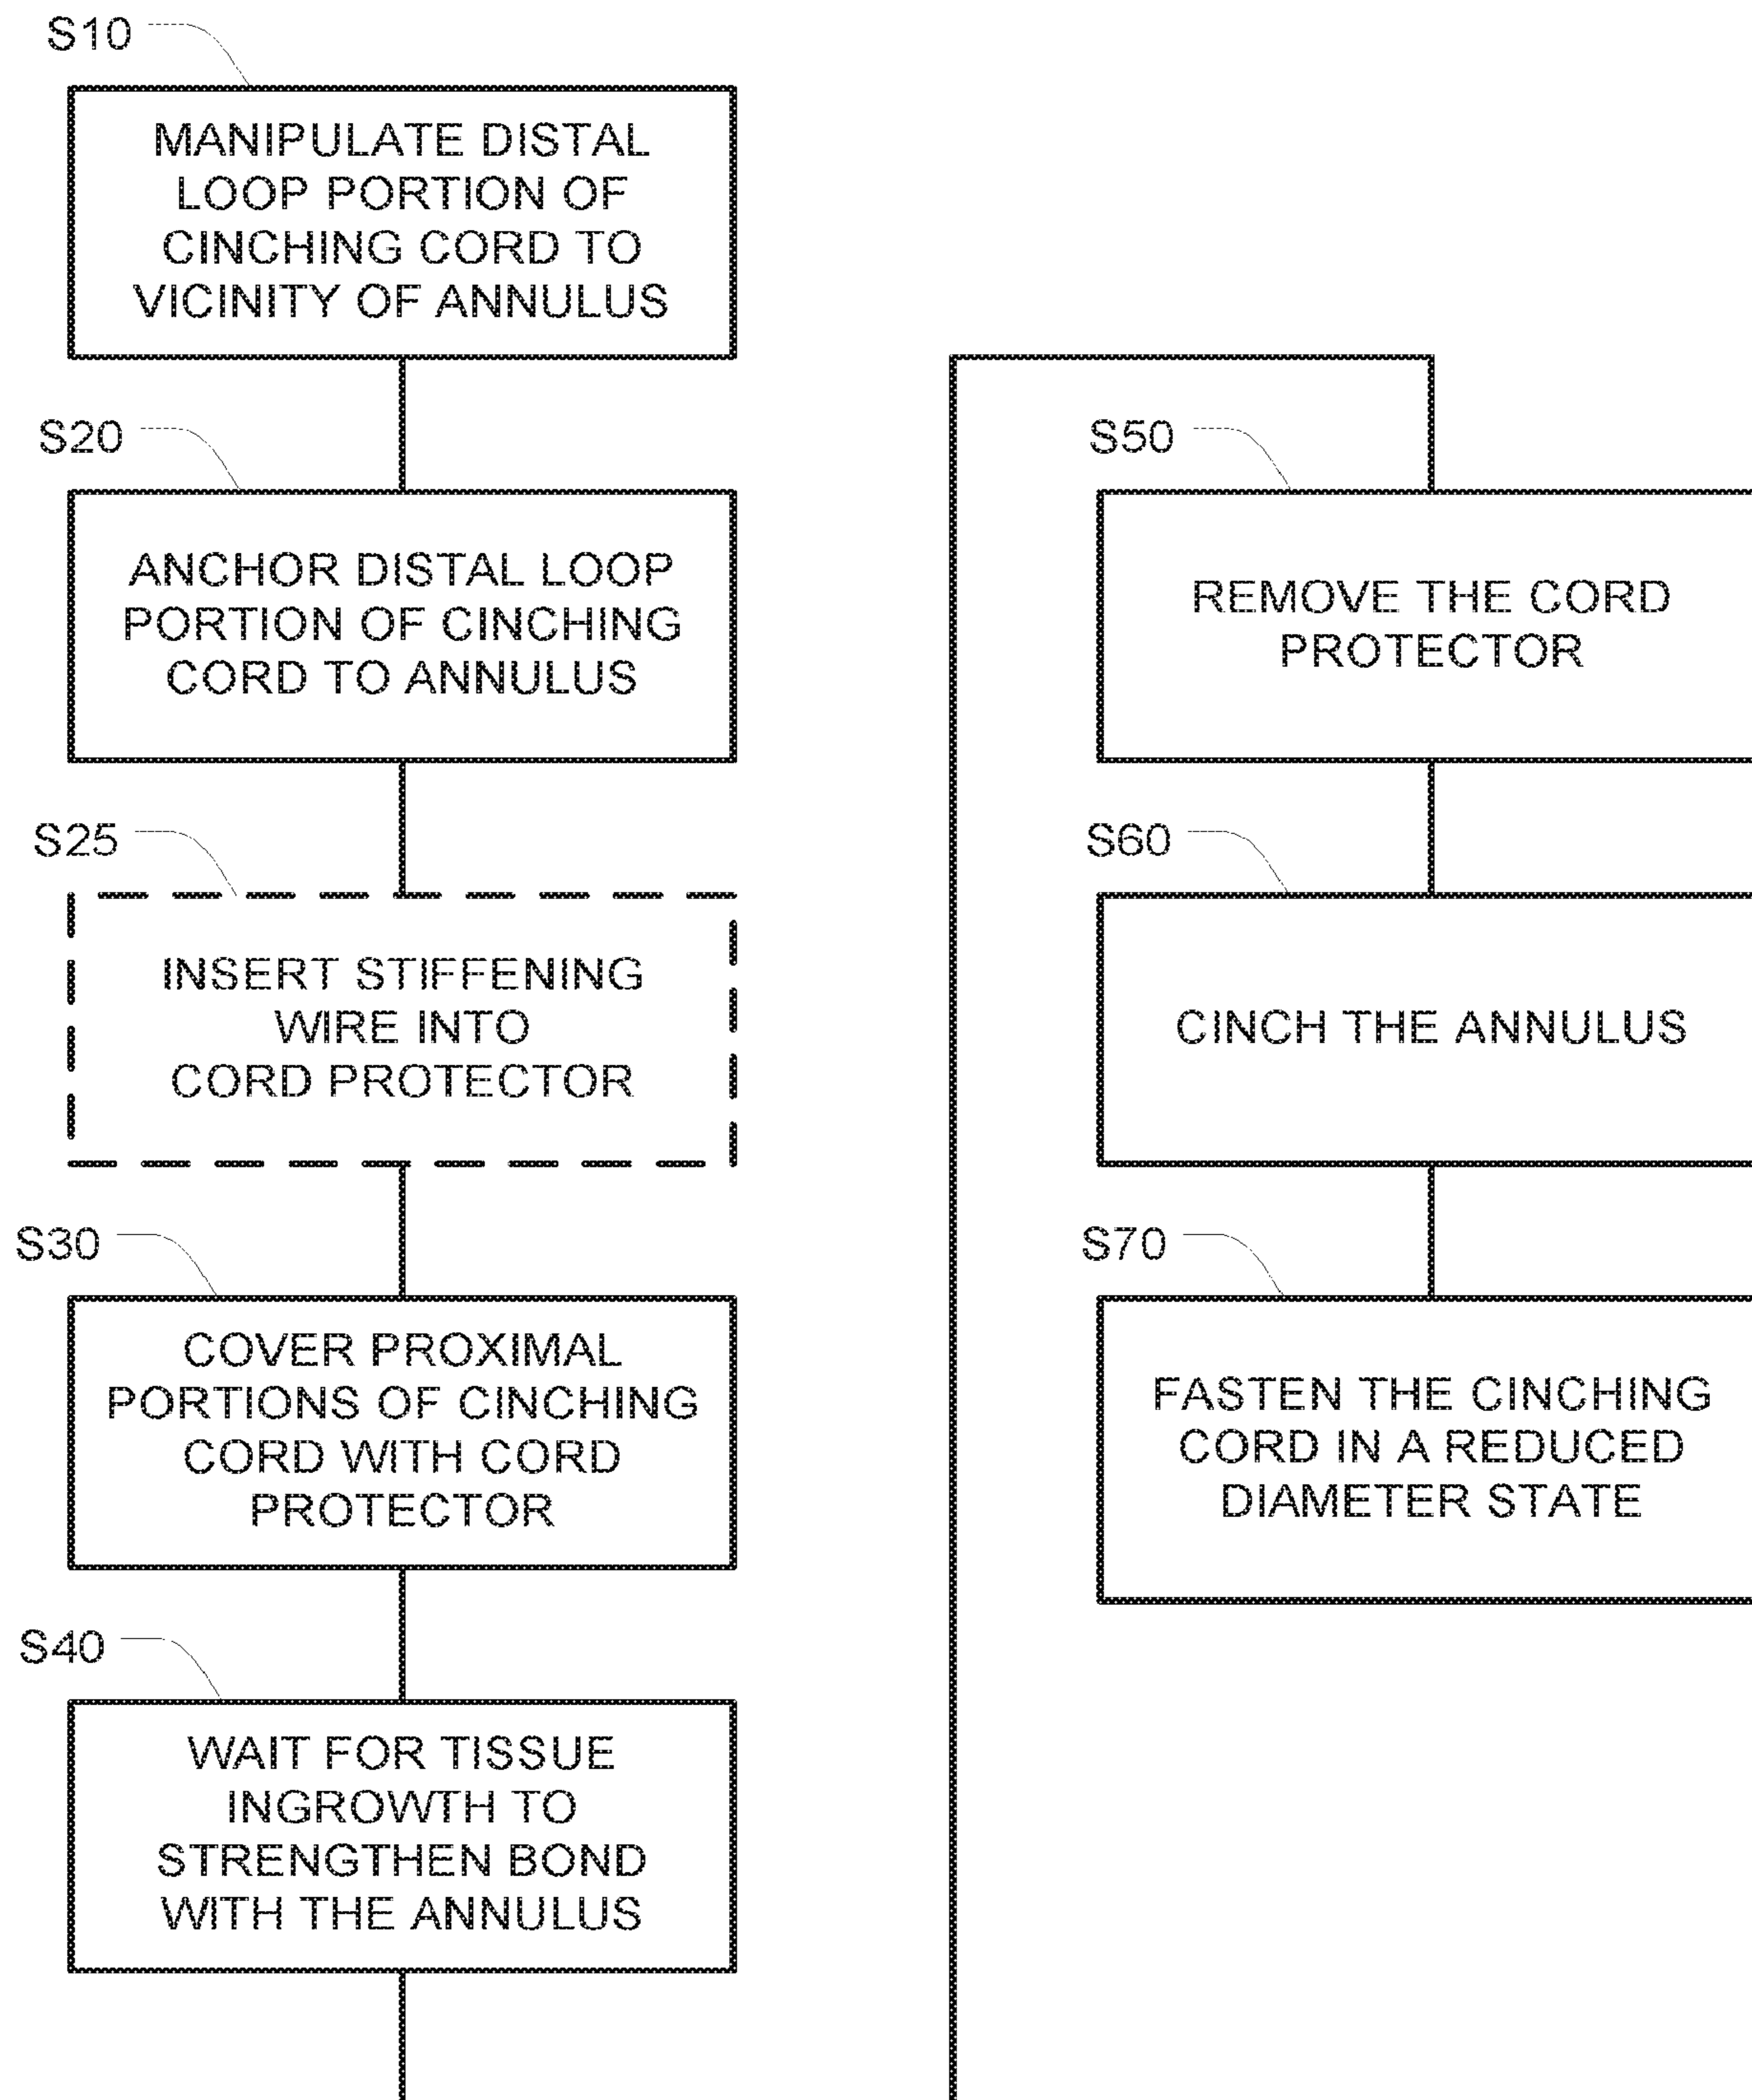 S10
MANIPULATE DISTAL
LOOP PORTION OF
CINCHING CORD TO
VICINITY OF ANNULUS
S20
ANCHOR DISTAL LOOP
PORTION OF CINCHING
CORD TO ANNULUS
S25
INSERT STIFFENING
WIRE INTO
CORD PROTECTOR
S30
COVER PROXIMAL
PORTIONS OF CINCHING
CORD WITH CORD
PROTECTOR
S40
WAIT FOR TISSUE
INGROWTH TO
STRENGTHEN BOND
WITH THE ANNULUS
S50
REMOVE THE CORD
PROTECTOR
S60
CINCH THE ANNULUS
S70
FASTEN THE CINCHING
CORD IN A REDUCED
DIAMETER STATE